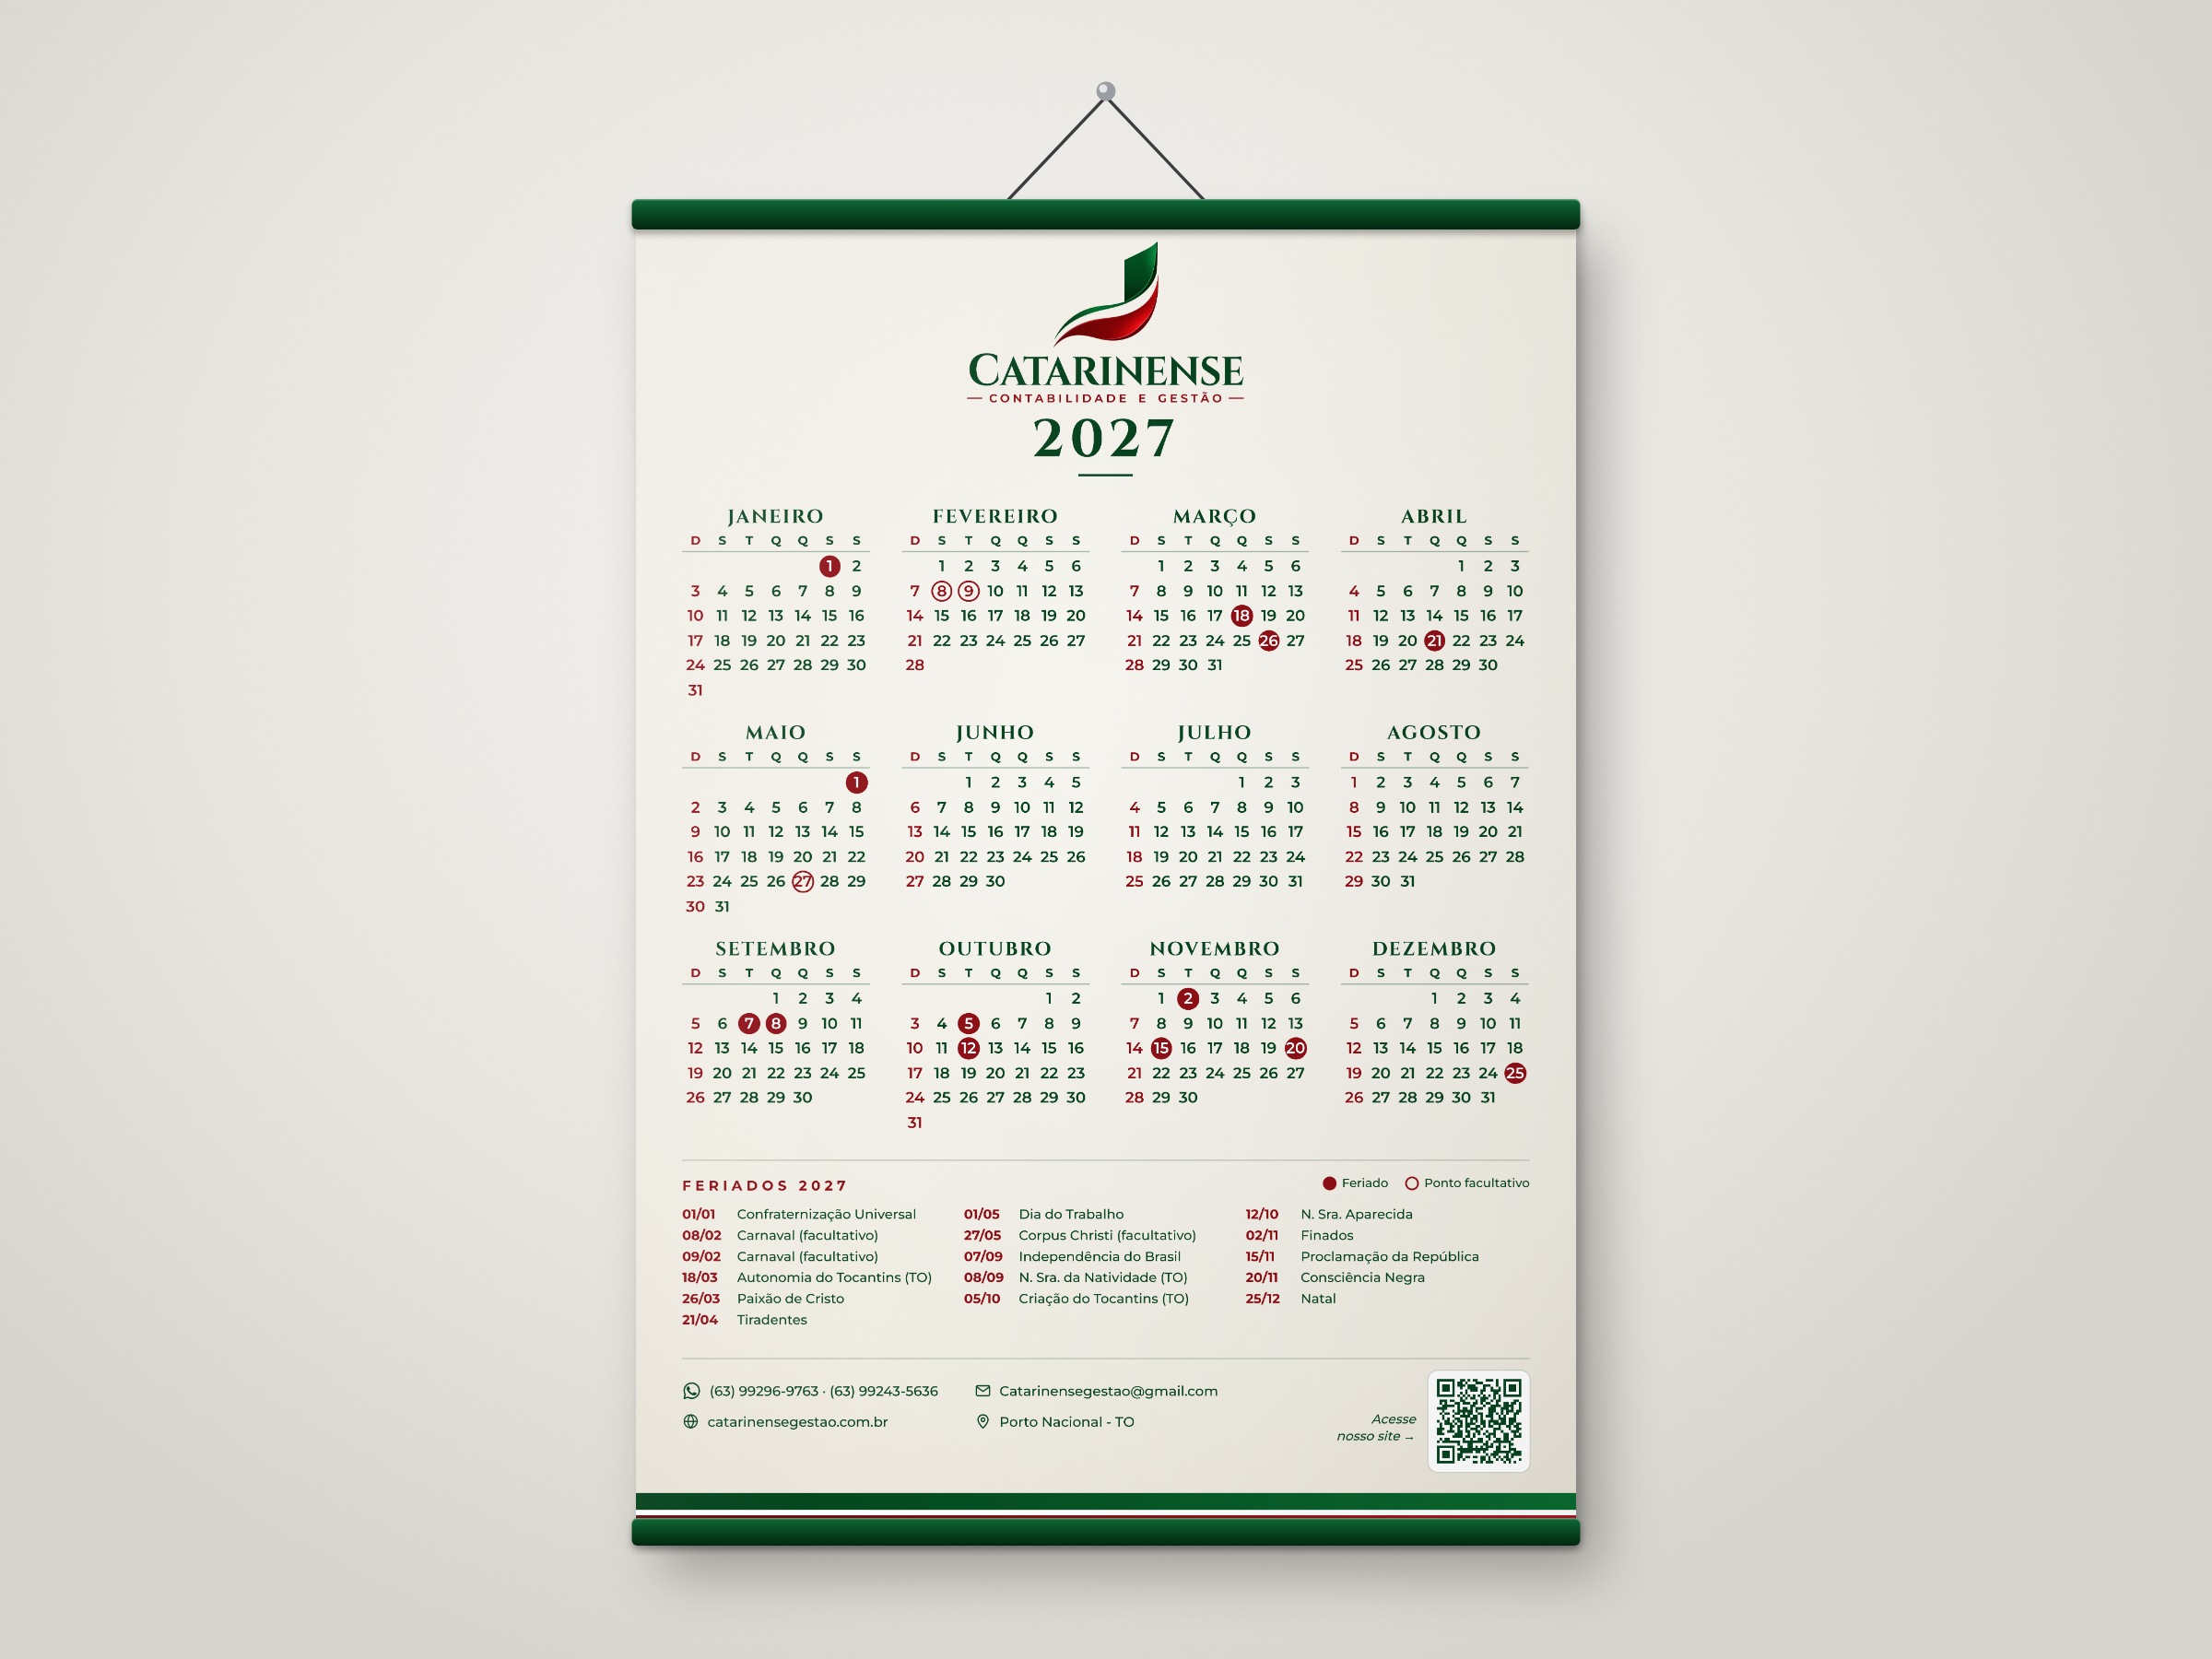 CATARINENSE
CONTABILIDADE E GESTÃO
2027
JANEIRO
D S T Q Q S S
1 2
3 4 5 6 7 8 9
10 11 12 13 14 15 16
17 18 19 20 21 22 23
24 25 26 27 28 29 30
31
FEVEREIRO
D S T Q Q S S
1 2 3 4 5 6
7 8 9 10 11 12 13
14 15 16 17 18 19 20
21 22 23 24 25 26 27
28
MARÇO
D S T Q Q S S
1 2 3 4 5 6
7 8 9 10 11 12 13
14 15 16 17 18 19 20
21 22 23 24 25 26 27
28 29 30 31
ABRIL
D S T Q Q S S
1 2 3
4 5 6 7 8 9 10
11 12 13 14 15 16 17
18 19 20 21 22 23 24
25 26 27 28 29 30
MAIO
D S T Q Q S S
1
2 3 4 5 6 7 8
9 10 11 12 13 14 15
16 17 18 19 20 21 22
23 24 25 26 27 28 29
30 31
JUNHO
D S T Q Q S S
1 2 3 4 5
6 7 8 9 10 11 12
13 14 15 16 17 18 19
20 21 22 23 24 25 26
27 28 29 30
JULHO
D S T Q Q S S
1 2 3
4 5 6 7 8 9 10
11 12 13 14 15 16 17
18 19 20 21 22 23 24
25 26 27 28 29 30 31
AGOSTO
D S T Q Q S S
1 2 3 4 5 6 7
8 9 10 11 12 13 14
15 16 17 18 19 20 21
22 23 24 25 26 27 28
29 30 31
SETEMBRO
D S T Q Q S S
1 2 3 4
5 6 7 8 9 10 11
12 13 14 15 16 17 18
19 20 21 22 23 24 25
26 27 28 29 30
OUTUBRO
D S T Q Q S S
1 2
3 4 5 6 7 8 9
10 11 12 13 14 15 16
17 18 19 20 21 22 23
24 25 26 27 28 29 30
31
NOVEMBRO
D S T Q Q S S
1 2 3 4 5 6
7 8 9 10 11 12 13
14 15 16 17 18 19 20
21 22 23 24 25 26 27
28 29 30
DEZEMBRO
D S T Q Q S S
1 2 3 4
5 6 7 8 9 10 11
12 13 14 15 16 17 18
19 20 21 22 23 24 25
26 27 28 29 30 31
FERIADOS 2027
Feriado
Ponto facultativo
01/01 Confraternização Universal
08/02 Carnaval (facultativo)
09/02 Carnaval (facultativo)
18/03 Autonomia do Tocantins (TO)
26/03 Paixão de Cristo
21/04 Tiradentes
01/05 Dia do Trabalho
27/05 Corpus Christi (facultativo)
07/09 Independência do Brasil
08/09 N. Sra. da Natividade (TO)
05/10 Criação do Tocantins (TO)
12/10 N. Sra. Aparecida
02/11 Finados
15/11 Proclamação da República
20/11 Consciência Negra
25/12 Natal
(63) 99296-9763 · (63) 99243-5636
catarinensegestao.com.br
Catarinensegestao@gmail.com
Porto Nacional - TO
Acesse
nosso site →